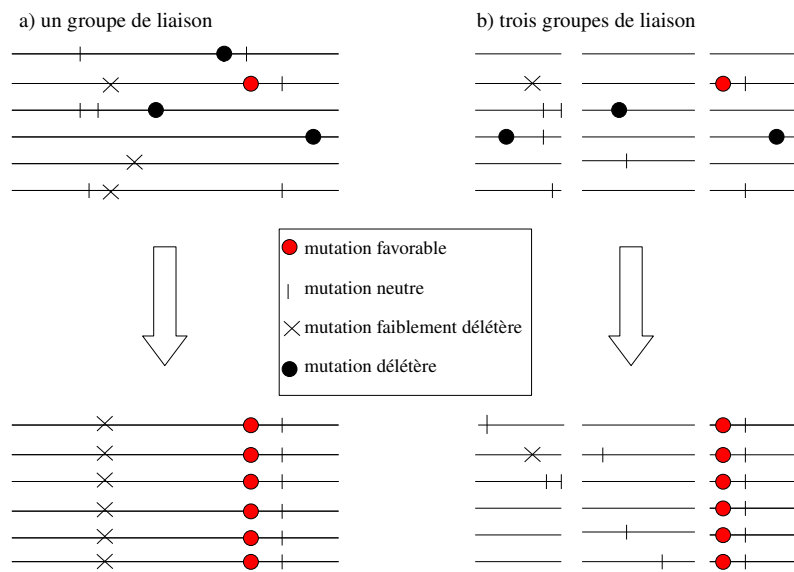 a) un groupe de liaison
b) trois groupes de liaison
mutation favorable
mutation neutre
mutation faiblement délétère
mutation délétère